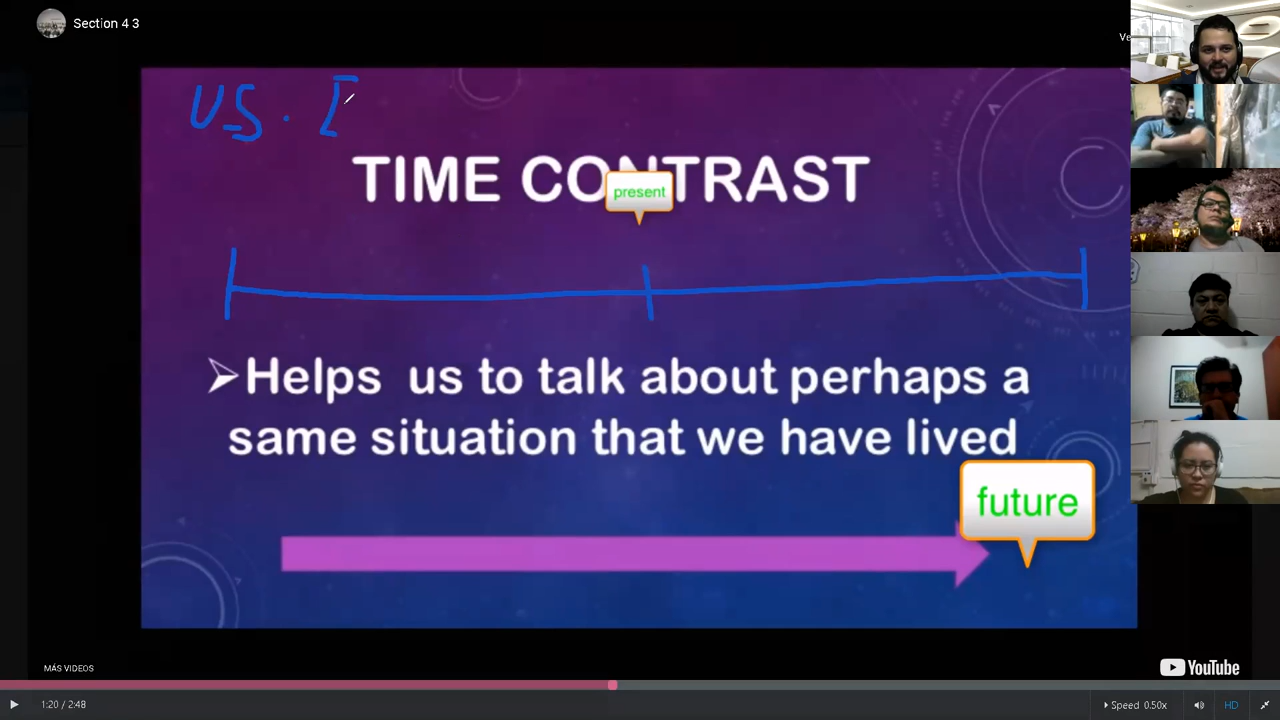 Section 4 3
Ve
US. E
TIME CONTRAST
present
➢Helps us to talk about perhaps a
same situation that we have lived
future
MÁS VIDEOS
YouTube
1:20 / 2:48
Speed 0.50x
HD